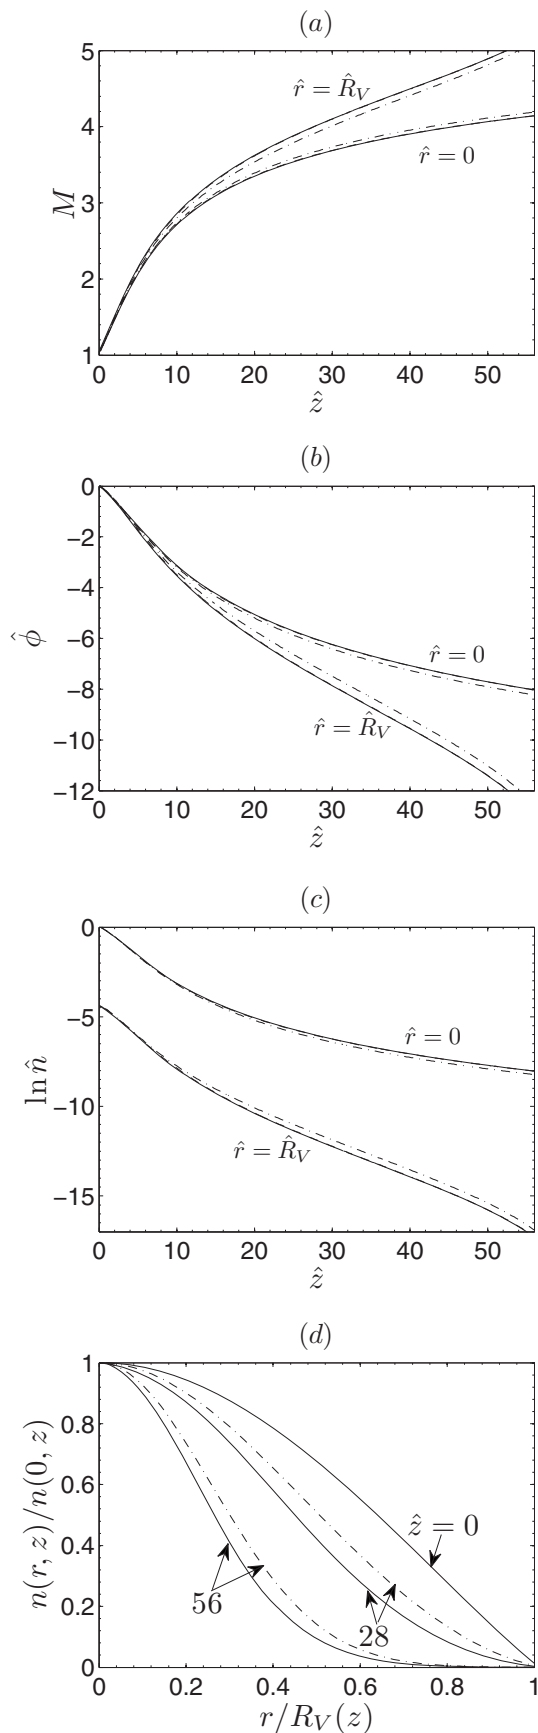 (a)
5
r̂ = R̂_V
4
r̂ = 0
M
3
2
1
0 10 20 30 40 50
ẑ
(b)
0
−2
−4
ϕ̂
−6
r̂ = 0
−8
r̂ = R̂_V
−10
−12
0 10 20 30 40 50
ẑ
(c)
0
−5
r̂ = 0
ln n̂
−10
r̂ = R̂_V
−15
0 10 20 30 40 50
ẑ
(d)
1
0.8
n(r, z)/n(0, z)
0.6
ẑ = 0
0.4
0.2
56
28
0
0 0.2 0.4 0.6 0.8 1
r/R_V(z)